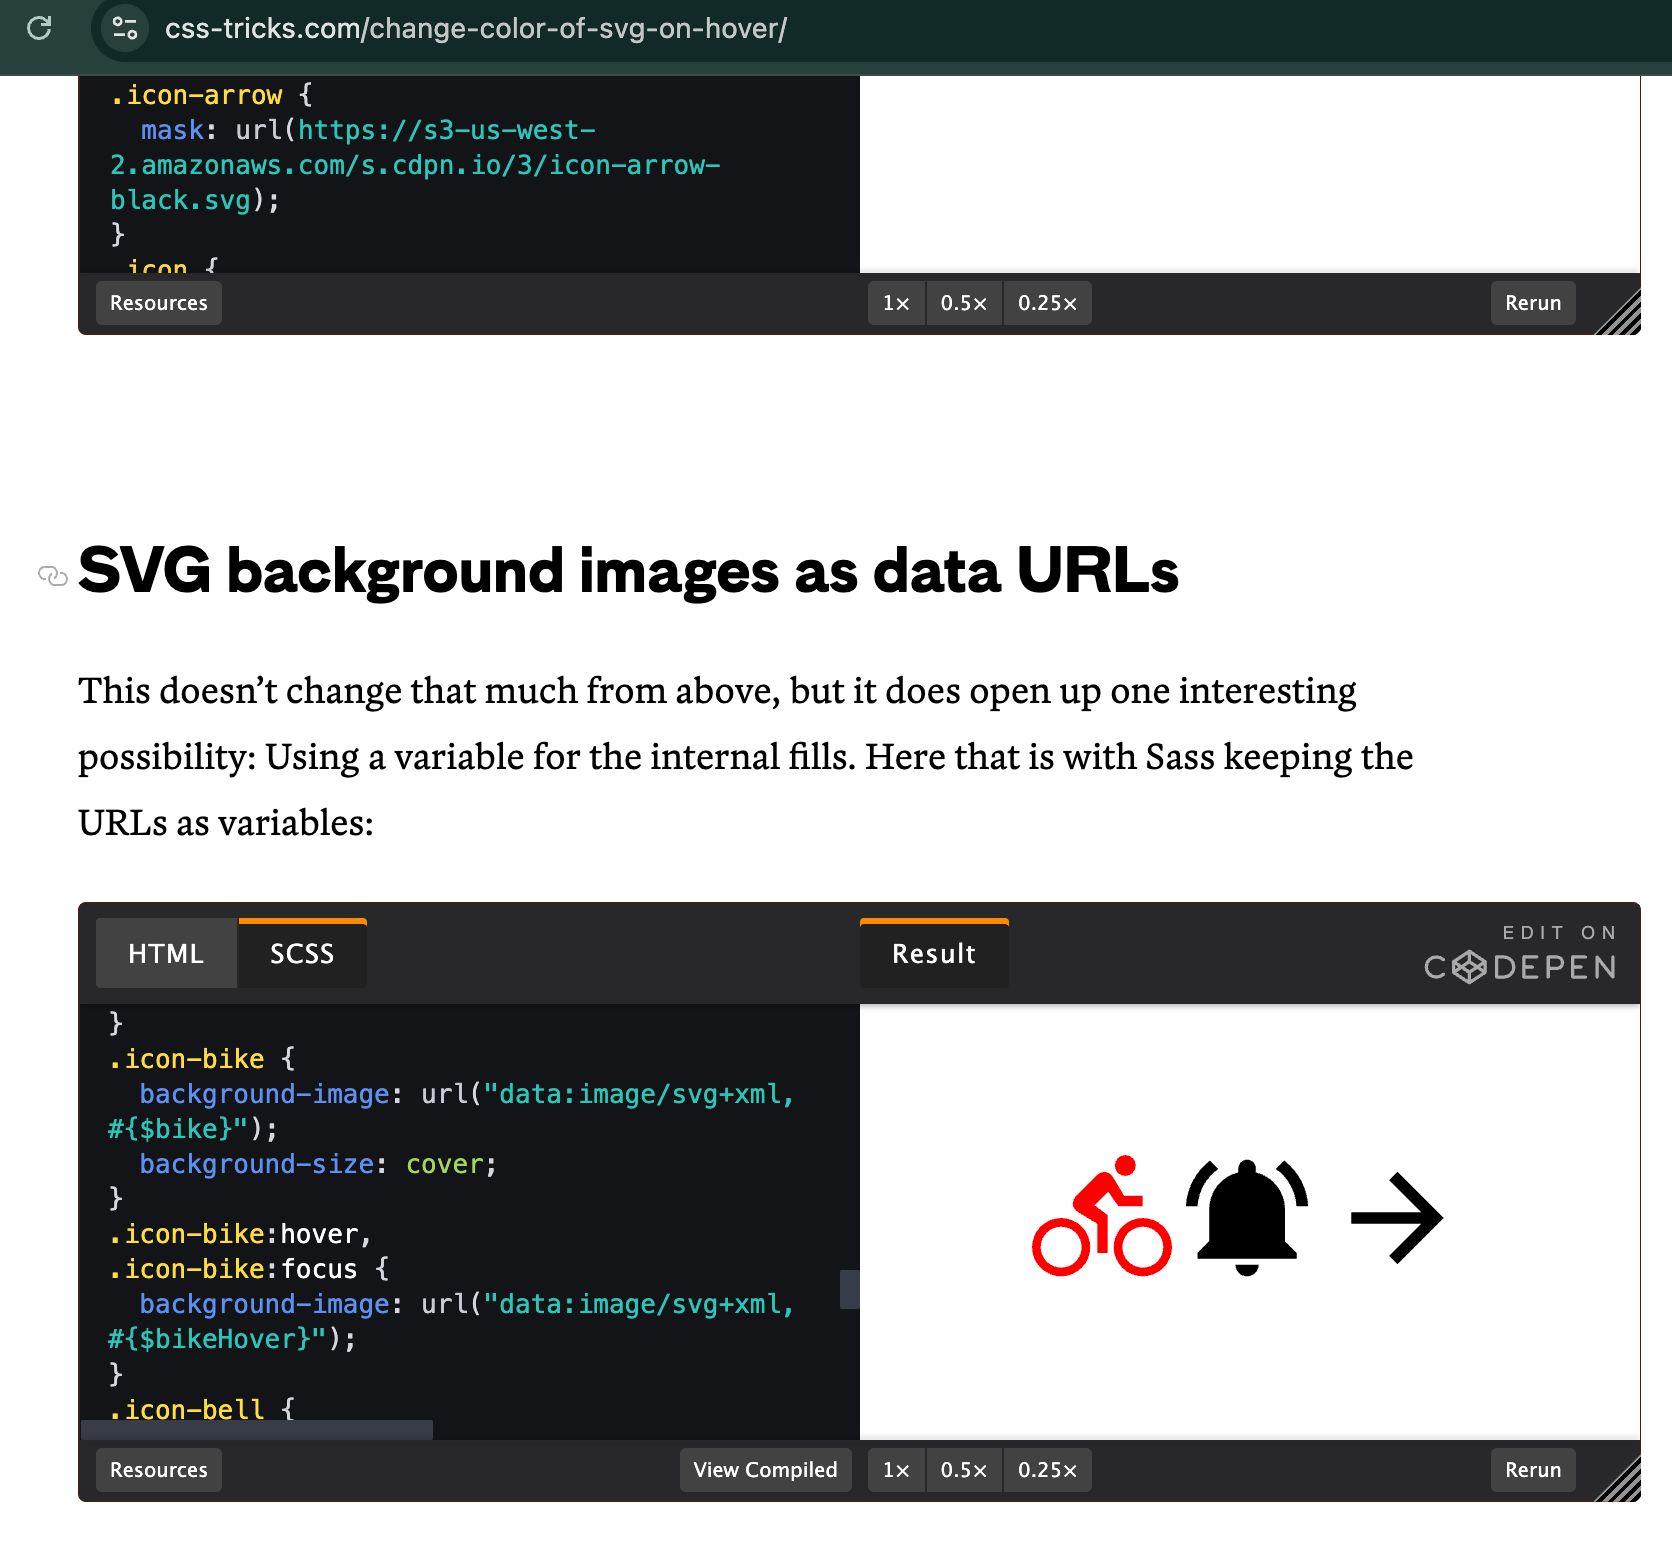 css-tricks.com/change-color-of-svg-on-hover/
.icon-arrow {
mask: url(https://s3-us-west-
2.amazonaws.com/s.cdpn.io/3/icon-arrow-
black.svg);
}
.icon {
Resources
1× 0.5× 0.25×
Rerun
SVG background images as data URLs
This doesn’t change that much from above, but it does open up one interesting
possibility: Using a variable for the internal fills. Here that is with Sass keeping the
URLs as variables:
HTML
SCSS
Result
EDIT ON
CODEPEN
}
.icon-bike {
background-image: url("data:image/svg+xml,
#{$bike}");
background-size: cover;
}
.icon-bike:hover,
.icon-bike:focus {
background-image: url("data:image/svg+xml,
#{$bikeHover}");
}
.icon-bell {
Resources
View Compiled
1× 0.5× 0.25×
Rerun